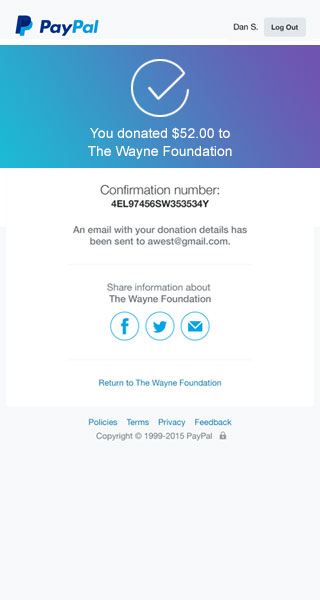 PayPal
Dan S.
Log Out
You donated $52.00 to
The Wayne Foundation
Confirmation number:
4EL97456SW353534Y
An email with your donation details has
been sent to awest@gmail.com.
Share information about
The Wayne Foundation
Return to The Wayne Foundation
Policies Terms Privacy Feedback
Copyright © 1999-2015 PayPal